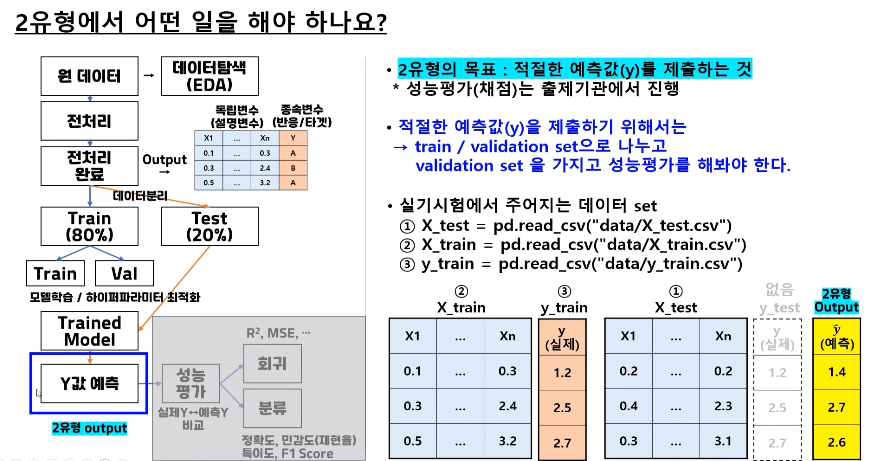 2유형에서 어떤 일을 해야 하나요?
원 데이터
→
데이터탐색
(EDA)
전처리
전처리
완료
Output
→
독립변수
(설명변수)
종속변수
(반응/타겟)
X1 ... Xn Y
0.1 ... 0.3 A
0.3 ... 2.4 B
0.5 ... 3.2 A
데이터분리
Train
(80%)
Test
(20%)
Train
Val
모델학습 / 하이퍼파라미터 최적화
Trained
Model
Y값 예측
2유형 output
성능
평가
실제Y↔예측Y
비교
R², MSE, ...
회귀
분류
정확도, 민감도(재현율)
특이도, F1 Score
• 2유형의 목표 : 적절한 예측값(y)를 제출하는 것
* 성능평가(채점)는 출제기관에서 진행
• 적절한 예측값(y)을 제출하기 위해서는
→ train / validation set으로 나누고
validation set 을 가지고 성능평가를 해봐야 한다.
• 실기시험에서 주어지는 데이터 set
① X_test = pd.read_csv("data/X_test.csv")
② X_train = pd.read_csv("data/X_train.csv")
③ y_train = pd.read_csv("data/y_train.csv")
②
X_train
X1 ... Xn
0.1 ... 0.3
0.3 ... 2.4
0.5 ... 3.2
③
y_train
y
(실제)
1.2
2.5
2.7
①
X_test
X1 ... Xn
0.2 ... 0.2
0.4 ... 2.3
0.3 ... 3.1
없음
y_test
y
(실제)
1.2
2.5
2.7
2유형
Output
ŷ
(예측)
1.4
2.7
2.6